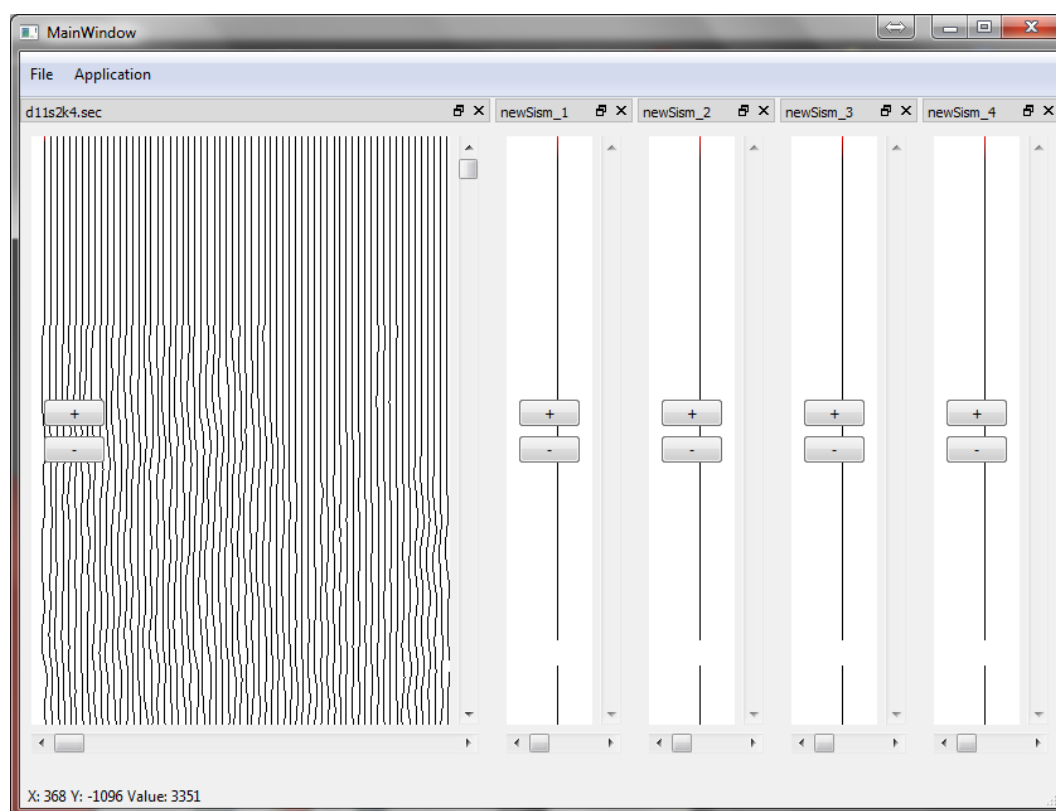 MainWindow
File Application
d11s2k4.sec newSism_1 newSism_2 newSism_3 newSism_4
+ + + + +
- - - - -
X: 368 Y: -1096 Value: 3351